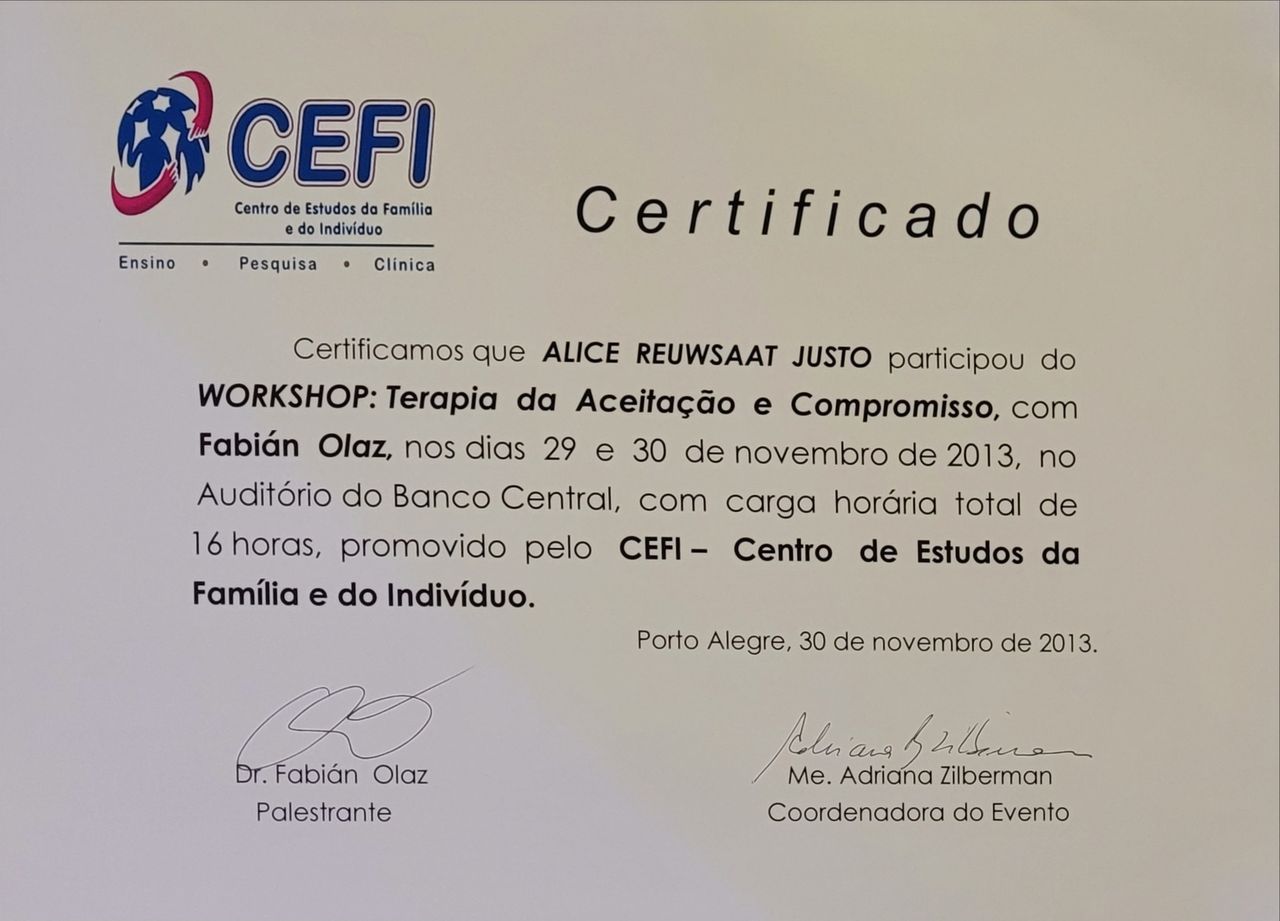 CEFI
Centro de Estudos da Família
e do Indivíduo
Ensino • Pesquisa • Clínica
Certificado
Certificamos que ALICE REUWSAAT JUSTO participou do
WORKSHOP: Terapia da Aceitação e Compromisso, com
Fabián Olaz, nos dias 29 e 30 de novembro de 2013, no
Auditório do Banco Central, com carga horária total de
16 horas, promovido pelo CEFI – Centro de Estudos da
Família e do Indivíduo.
Porto Alegre, 30 de novembro de 2013.
Adriana B Zilberman
Dr. Fabián Olaz
Palestrante
Me. Adriana Zilberman
Coordenadora do Evento